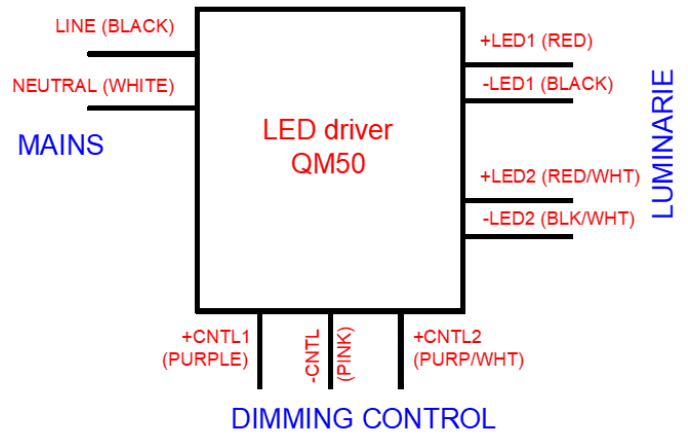 LINE (BLACK)
NEUTRAL (WHITE)
MAINS
LED driver
QM50
+LED1 (RED)
-LED1 (BLACK)
+LED2 (RED/WHT)
-LED2 (BLK/WHT)
LUMINARIE
+CNTL1
(PURPLE)
-CNTL
(PINK)
+CNTL2
(PURP/WHT)
DIMMING CONTROL